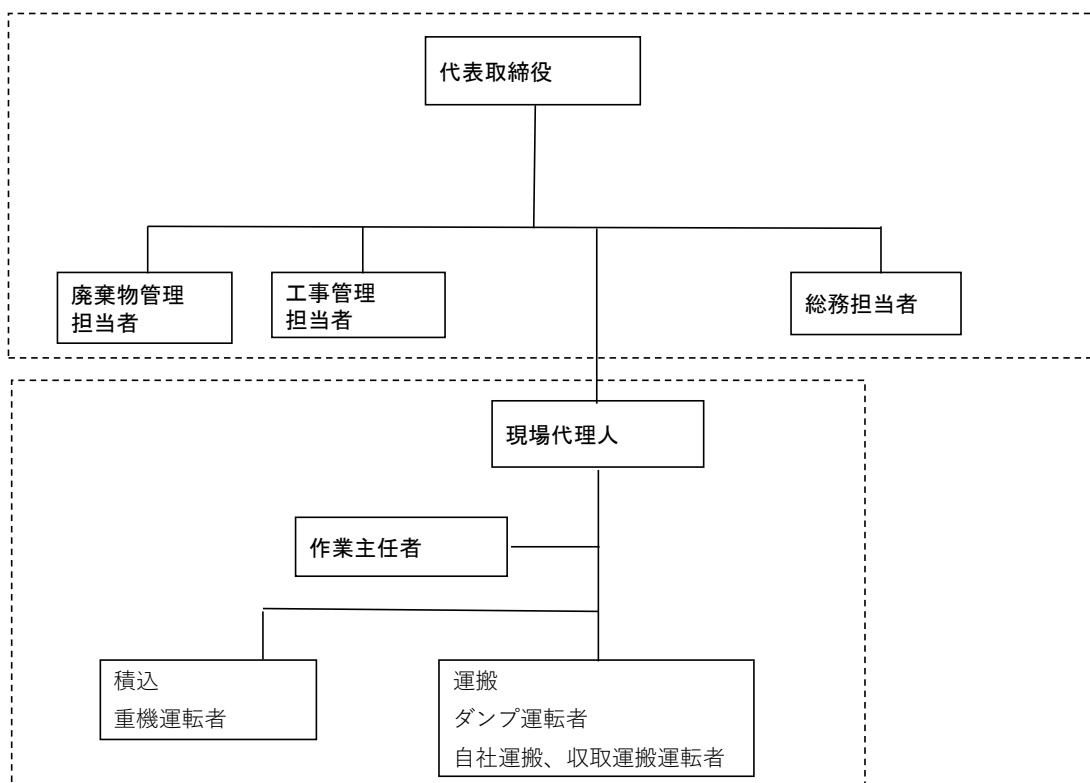 代表取締役
廃棄物管理
担当者
工事管理
担当者
総務担当者
現場代理人
作業主任者
積込
重機運転者
運搬
ダンプ運転者
自社運搬、収取運搬運転者